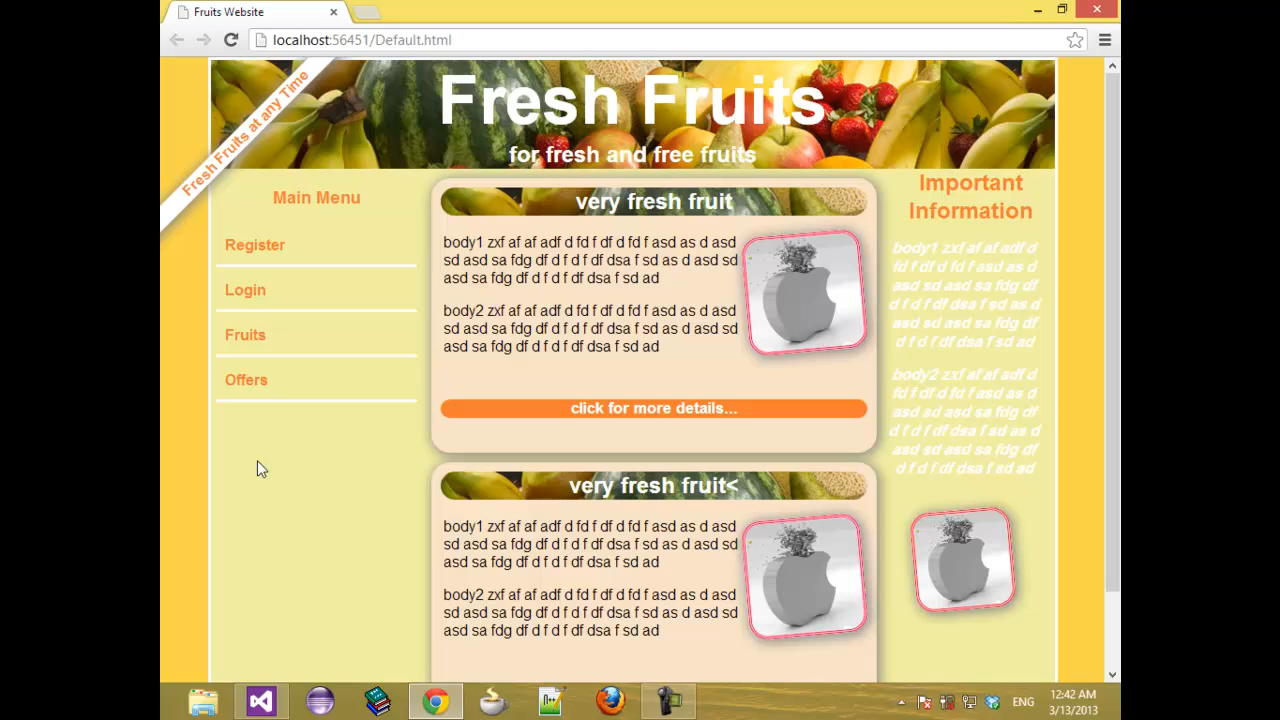 Fruits Website
localhost:56451/Default.html
Fresh Fruits at any Time
Fresh Fruits
for fresh and free fruits
Main Menu
Register
Login
Fruits
Offers
very fresh fruit
body1 zxf af af adf d fd f df d fd f asd as d asd
sd asd sa fdg df d f d f df dsa f sd as d asd sd
asd sa fdg df d f d f df dsa f sd ad
body2 zxf af af adf d fd f df d fd f asd as d asd
sd asd sa fdg df d f d f df dsa f sd as d asd sd
asd sa fdg df d f d f df dsa f sd ad
click for more details...
very fresh fruit<
body1 zxf af af adf d fd f df d fd f asd as d asd
sd asd sa fdg df d f d f df dsa f sd as d asd sd
asd sa fdg df d f d f df dsa f sd ad
body2 zxf af af adf d fd f df d fd f asd as d asd
sd asd sa fdg df d f d f df dsa f sd as d asd sd
asd sa fdg df d f d f df dsa f sd ad
Important
Information
body1 zxf af af adf d
fd f df d fd f asd as d
asd sd asd sa fdg df
d f d f df dsa f sd as d
asd sd asd sa fdg df
d f d f df dsa f sd ad
body2 zxf af af adf d
fd f df d fd f asd as d
asd sd asd sa fdg df
d f d f df dsa f sd as d
asd sd asd sa fdg df
d f d f df dsa f sd ad
ENG
12:42 AM
3/13/2013